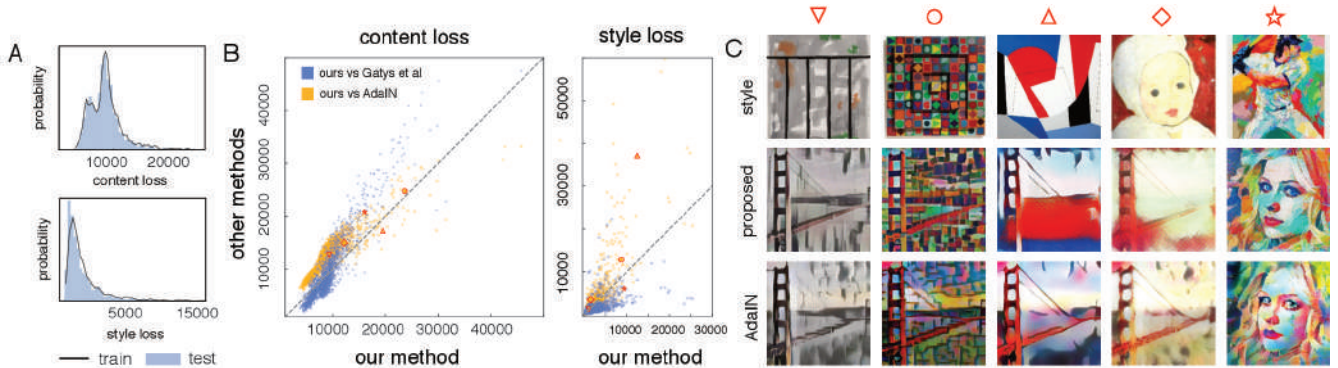 A
probability
10000
20000
content loss
probability
5000
15000
style loss
train
test
B
content loss
ours vs Gatys et al
ours vs AdaIN
other methods
40000
30000
20000
10000
10000
20000
30000
40000
our method
style loss
50000
30000
10000
10000
20000
30000
our method
C
style
proposed
AdaIN